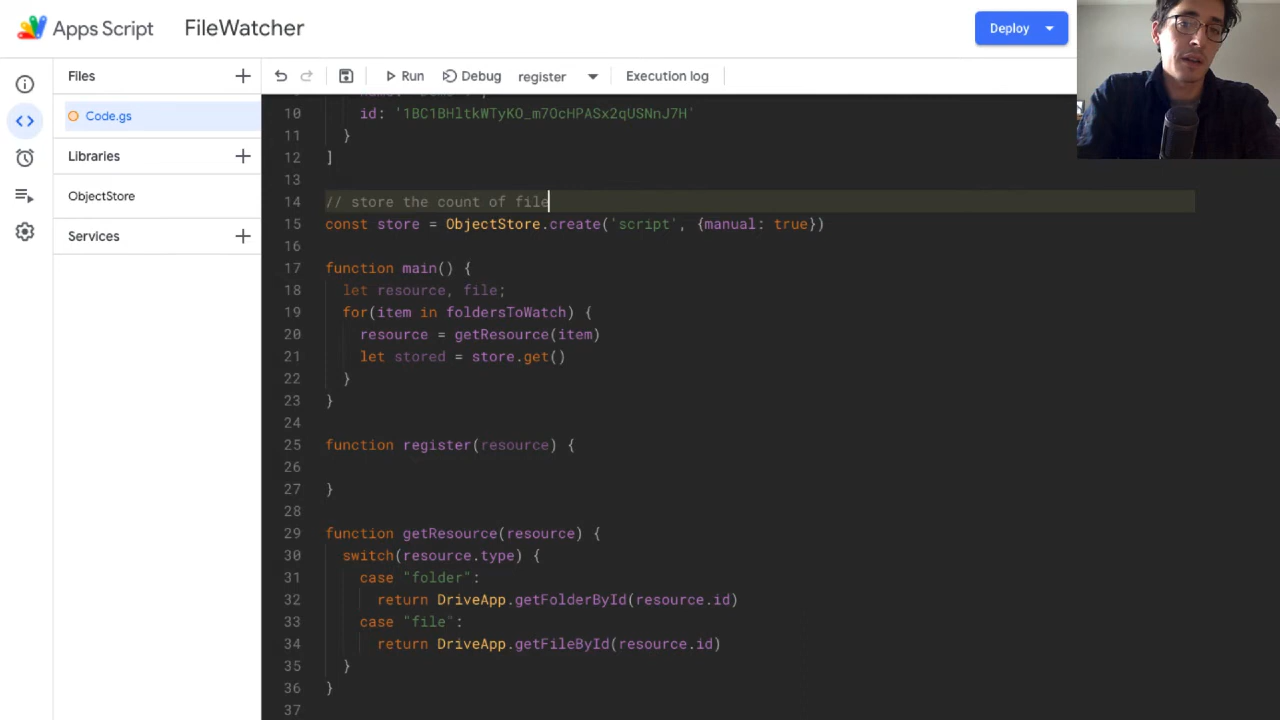 Apps Script
FileWatcher
Deploy
Files
Run
Debug
register
Execution log
Code.gs
Libraries
ObjectStore
Services
10 id: '1BC1BHltkWTyKO_m7OcHPASx2qUSNnJ7H'
11 }
12 ]
13
14 // store the count of file
15 const store = ObjectStore.create('script', {manual: true})
16
17 function main() {
18 let resource, file;
19 for(item in foldersToWatch) {
20 resource = getResource(item)
21 let stored = store.get()
22 }
23 }
24
25 function register(resource) {
26
27 }
28
29 function getResource(resource) {
30 switch(resource.type) {
31 case "folder":
32 return DriveApp.getFolderById(resource.id)
33 case "file":
34 return DriveApp.getFileById(resource.id)
35 }
36 }
37